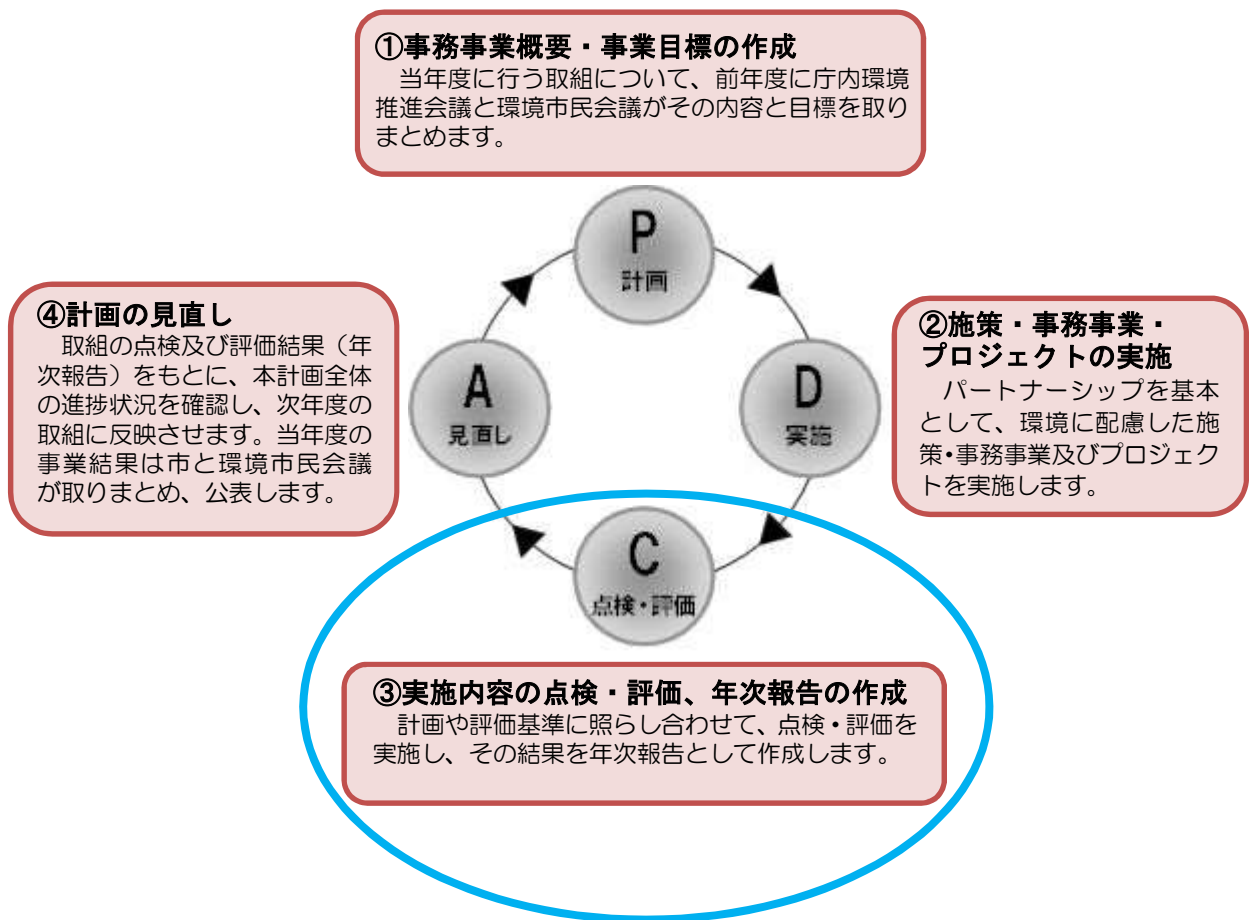 ①事務事業概要・事業目標の作成
当年度に行う取組について、前年度に庁内環境
推進会議と環境市民会議がその内容と目標を取り
まとめます。
P
計画
④計画の見直し
取組の点検及び評価結果（年
次報告）をもとに、本計画全体
の進捗状況を確認し、次年度の
取組に反映させます。当年度の
事業結果は市と環境市民会議
が取りまとめ、公表します。
A
見直し
D
実施
②施策・事務事業・
プロジェクトの実施
パートナーシップを基本
として、環境に配慮した施
策・事務事業及びプロジェク
トを実施します。
C
点検・評価
③実施内容の点検・評価、年次報告の作成
計画や評価基準に照らし合わせて、点検・評価を
実施し、その結果を年次報告として作成します。